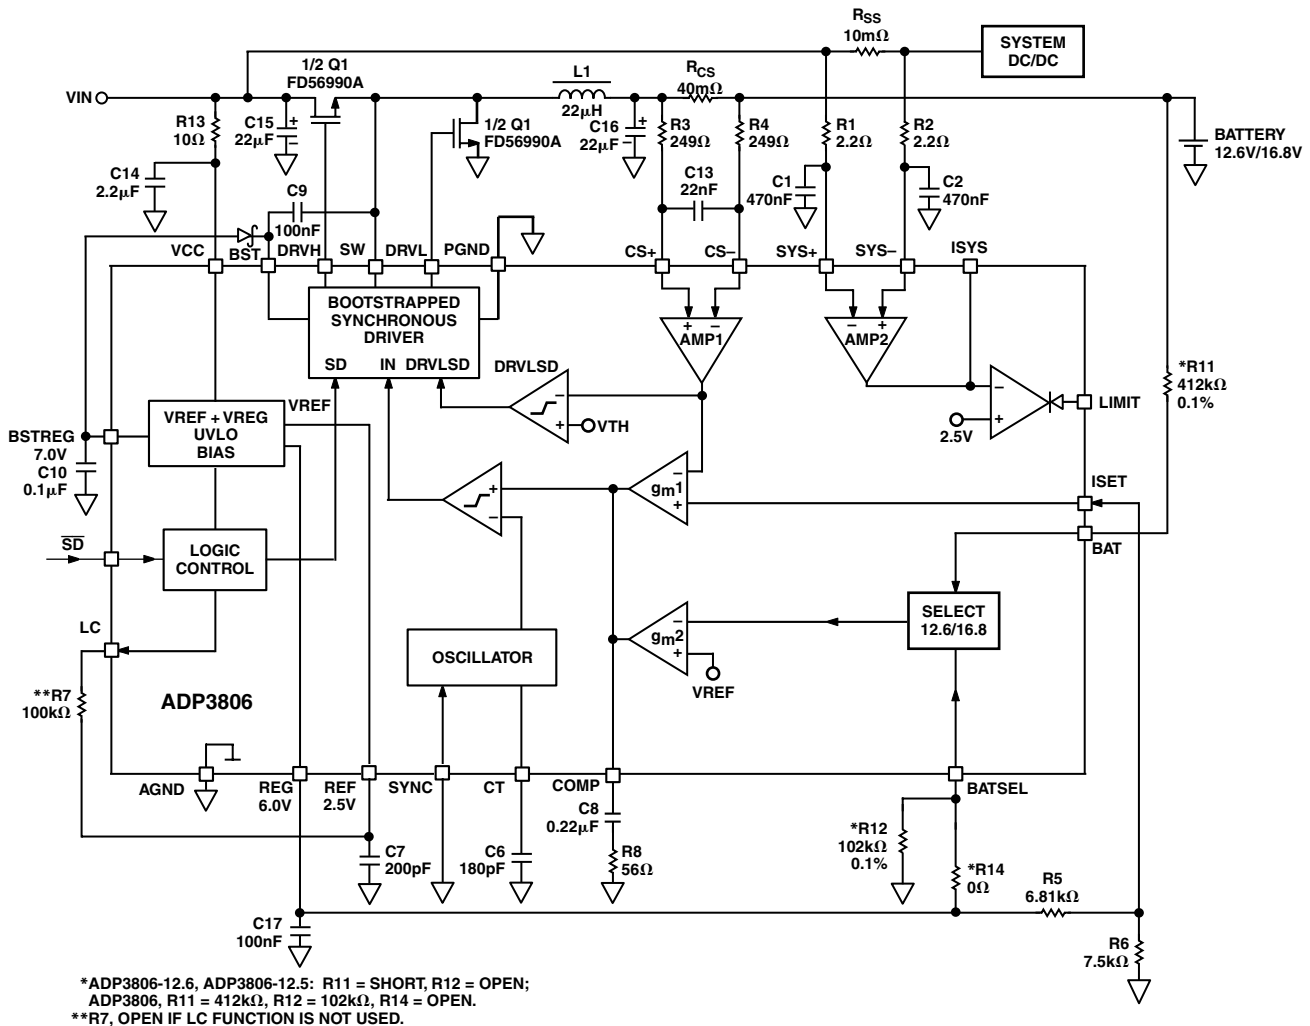 RSS
10mΩ
SYSTEM
DC/DC
1/2 Q1
FD56990A
L1
22μH
RCS
40mΩ
VIN
R13
10Ω
C15
22μF
+
−
1/2 Q1
FD56990A
C16
22μF
+
−
R3
249Ω
R4
249Ω
R1
2.2Ω
R2
2.2Ω
BATTERY
12.6V/16.8V
C14
2.2μF
C9
100nF
C13
22nF
C1
470nF
C2
470nF
VCC
BST
DRVH
SW
DRVL
PGND
CS+
CS−
SYS+
SYS−
ISYS
BOOTSTRAPPED
SYNCHRONOUS
DRIVER
SD
IN
DRVLSD
+ −
AMP1
− +
AMP2
DRVLSD
−
+
VTH
−
+
2.5V
LIMIT
*R11
412kΩ
0.1%
VREF + VREG
UVLO
BIAS
VREF
BSTREG
7.0V
C10
0.1μF
+
−
−
gm1
+
ISET
BAT
SD
LOGIC
CONTROL
LC
OSCILLATOR
−
gm2
+
VREF
SELECT
12.6/16.8
**R7
100kΩ
ADP3806
AGND
REG
6.0V
REF
2.5V
SYNC
CT
COMP
BATSEL
C8
0.22μF
R8
56Ω
C7
200pF
C6
180pF
*R12
102kΩ
0.1%
*R14
0Ω
R5
6.81kΩ
C17
100nF
R6
7.5kΩ
*ADP3806-12.6, ADP3806-12.5: R11 = SHORT, R12 = OPEN;
ADP3806, R11 = 412kΩ, R12 = 102kΩ, R14 = OPEN.
**R7, OPEN IF LC FUNCTION IS NOT USED.